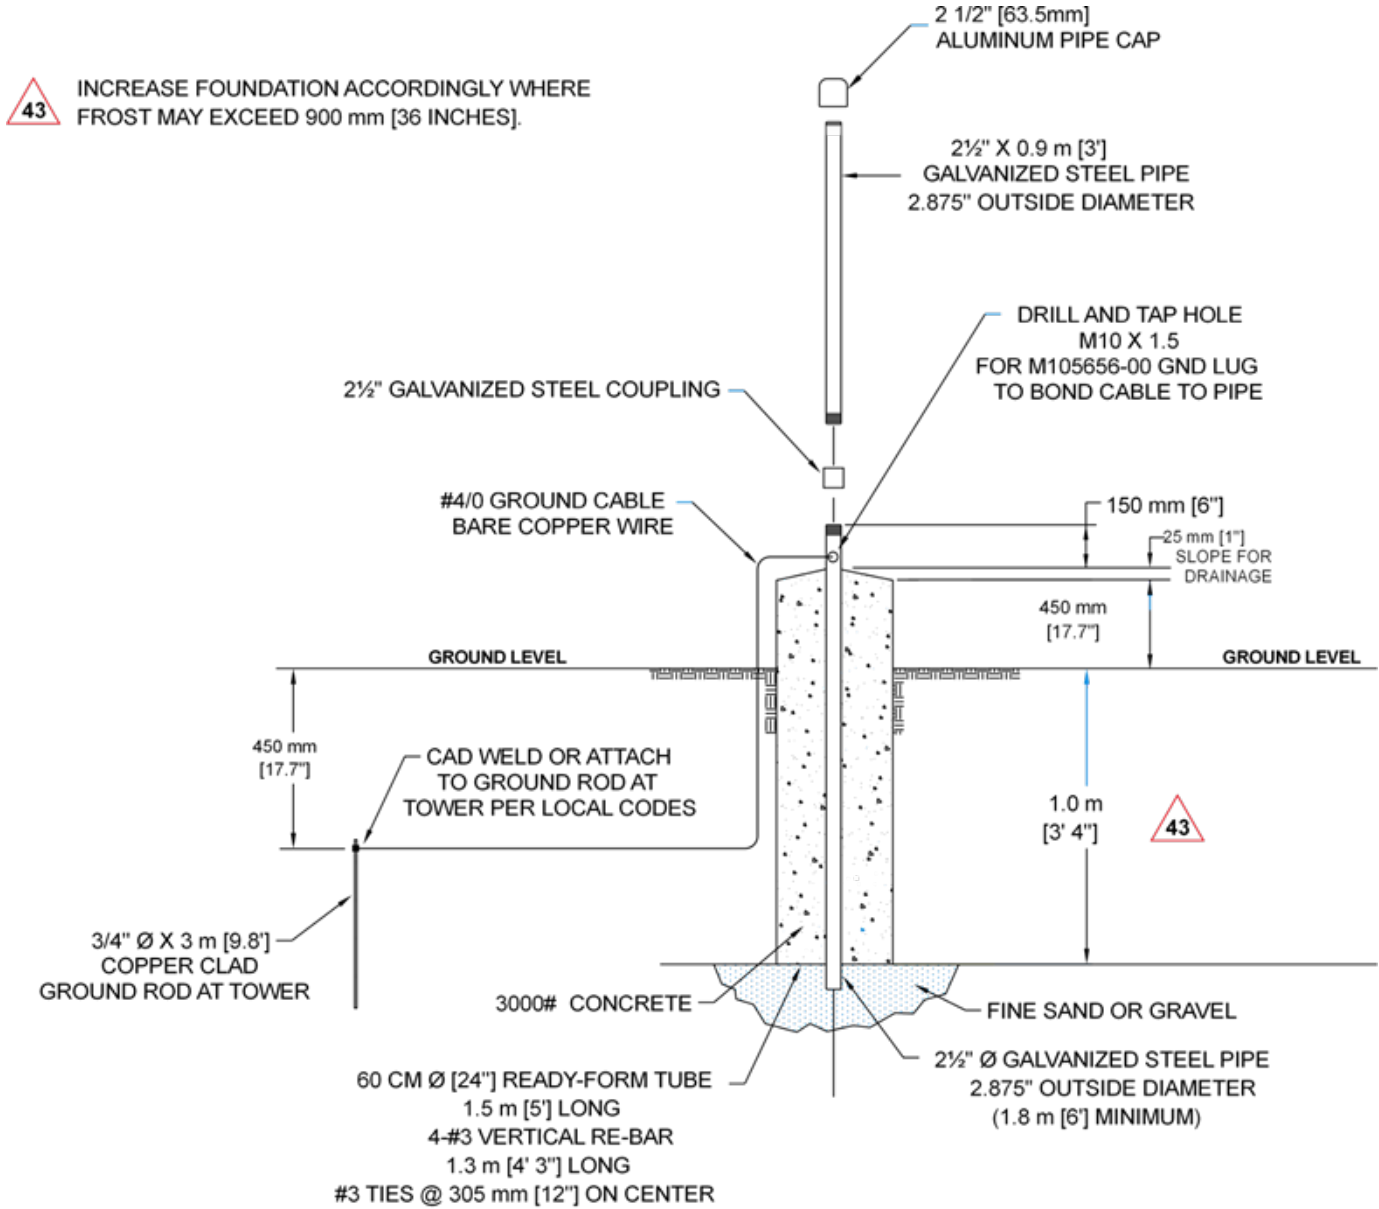 2 1/2" [63.5mm]
ALUMINUM PIPE CAP
43
INCREASE FOUNDATION ACCORDINGLY WHERE
FROST MAY EXCEED 900 mm [36 INCHES].
2½" X 0.9 m [3']
GALVANIZED STEEL PIPE
2.875" OUTSIDE DIAMETER
DRILL AND TAP HOLE
M10 X 1.5
FOR M105656-00 GND LUG
TO BOND CABLE TO PIPE
2½" GALVANIZED STEEL COUPLING
#4/0 GROUND CABLE
BARE COPPER WIRE
150 mm [6"]
25 mm [1"]
SLOPE FOR
DRAINAGE
450 mm
[17.7"]
GROUND LEVEL
GROUND LEVEL
450 mm
[17.7"]
CAD WELD OR ATTACH
TO GROUND ROD AT
TOWER PER LOCAL CODES
1.0 m
[3' 4"]
43
3/4" Ø X 3 m [9.8']
COPPER CLAD
GROUND ROD AT TOWER
3000# CONCRETE
FINE SAND OR GRAVEL
60 CM Ø [24"] READY-FORM TUBE
1.5 m [5'] LONG
4-#3 VERTICAL RE-BAR
1.3 m [4' 3"] LONG
#3 TIES @ 305 mm [12"] ON CENTER
2½" Ø GALVANIZED STEEL PIPE
2.875" OUTSIDE DIAMETER
(1.8 m [6'] MINIMUM)